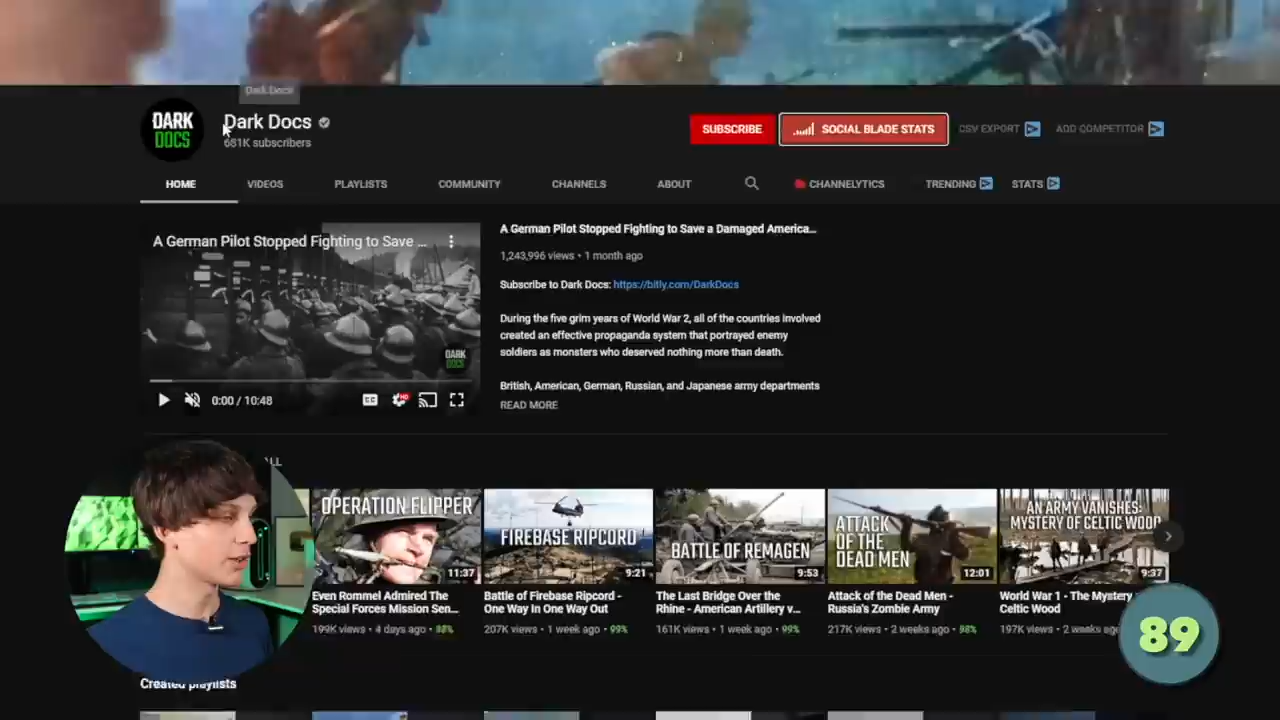 Dark Docs
DARK
DOCS
Dark Docs
681K subscribers
SUBSCRIBE
SOCIAL BLADE STATS
CSV EXPORT
ADD COMPETITOR
HOME
VIDEOS
PLAYLISTS
COMMUNITY
CHANNELS
ABOUT
CHANNELYTICS
TRENDING
STATS
A German Pilot Stopped Fighting to Save ...
DARK
DOCS
0:00 / 10:48
CC
HD
A German Pilot Stopped Fighting to Save a Damaged America...
1,243,996 views • 1 month ago
Subscribe to Dark Docs: https://bitly.com/DarkDocs
During the five grim years of World War 2, all of the countries involved
created an effective propaganda system that portrayed enemy
soldiers as monsters who deserved nothing more than death.
British, American, German, Russian, and Japanese army departments
READ MORE
OPERATION FLIPPER
11:37
Even Rommel Admired The
Special Forces Mission Sen...
199K views • 4 days ago • 98%
FIREBASE RIPCORD
9:21
Battle of Firebase Ripcord -
One Way In One Way Out
207K views • 1 week ago • 99%
BATTLE OF REMAGEN
9:53
The Last Bridge Over the
Rhine - American Artillery v...
161K views • 1 week ago • 99%
ATTACK
OF THE
DEAD MEN
12:01
Attack of the Dead Men -
Russia's Zombie Army
217K views • 2 weeks ago • 98%
AN ARMY VANISHES:
MYSTERY OF CELTIC WOOD
9:37
World War 1 - The Mystery
Celtic Wood
197K views • 2 weeks ago
89
Created playlists